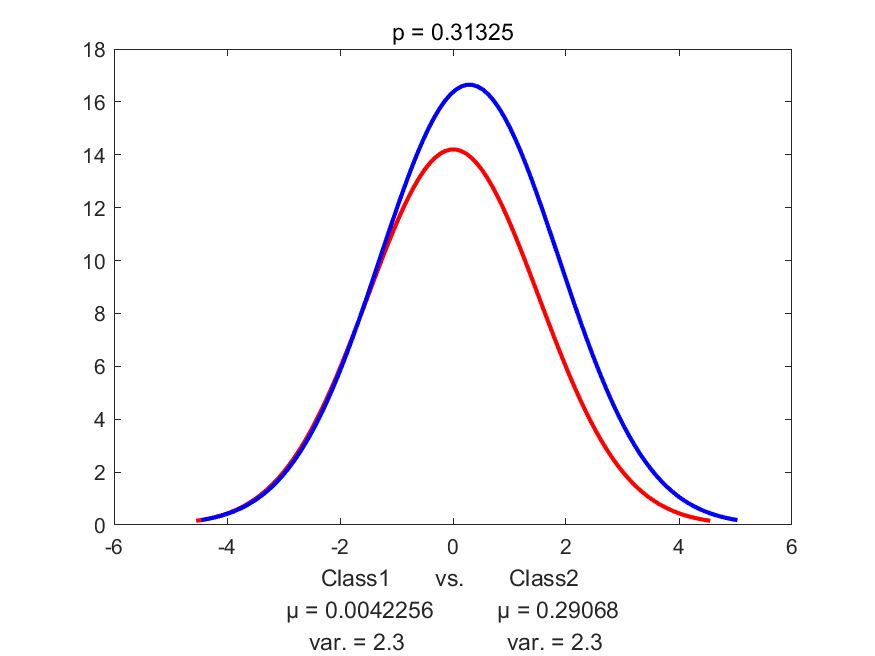 p = 0.31325
18
16
14
12
10
8
6
4
2
0
-6 -4 -2 0 2 4 6
Class1 vs. Class2
μ = 0.0042256 μ = 0.29068
var. = 2.3 var. = 2.3